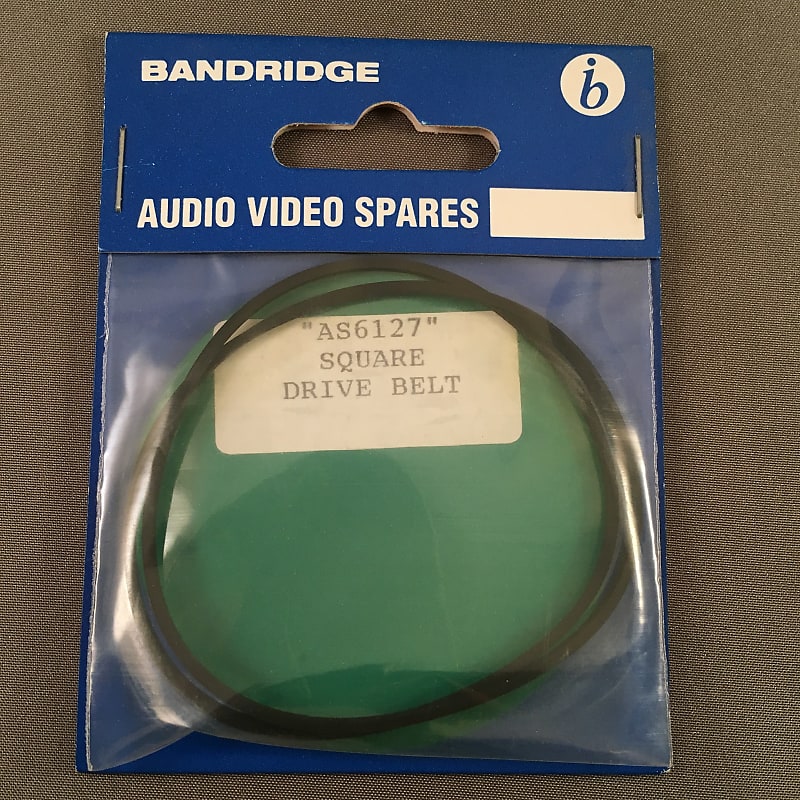 BANDRIDGE
b
AUDIO VIDEO SPARES
"AS6127"
SQUARE
DRIVE BELT